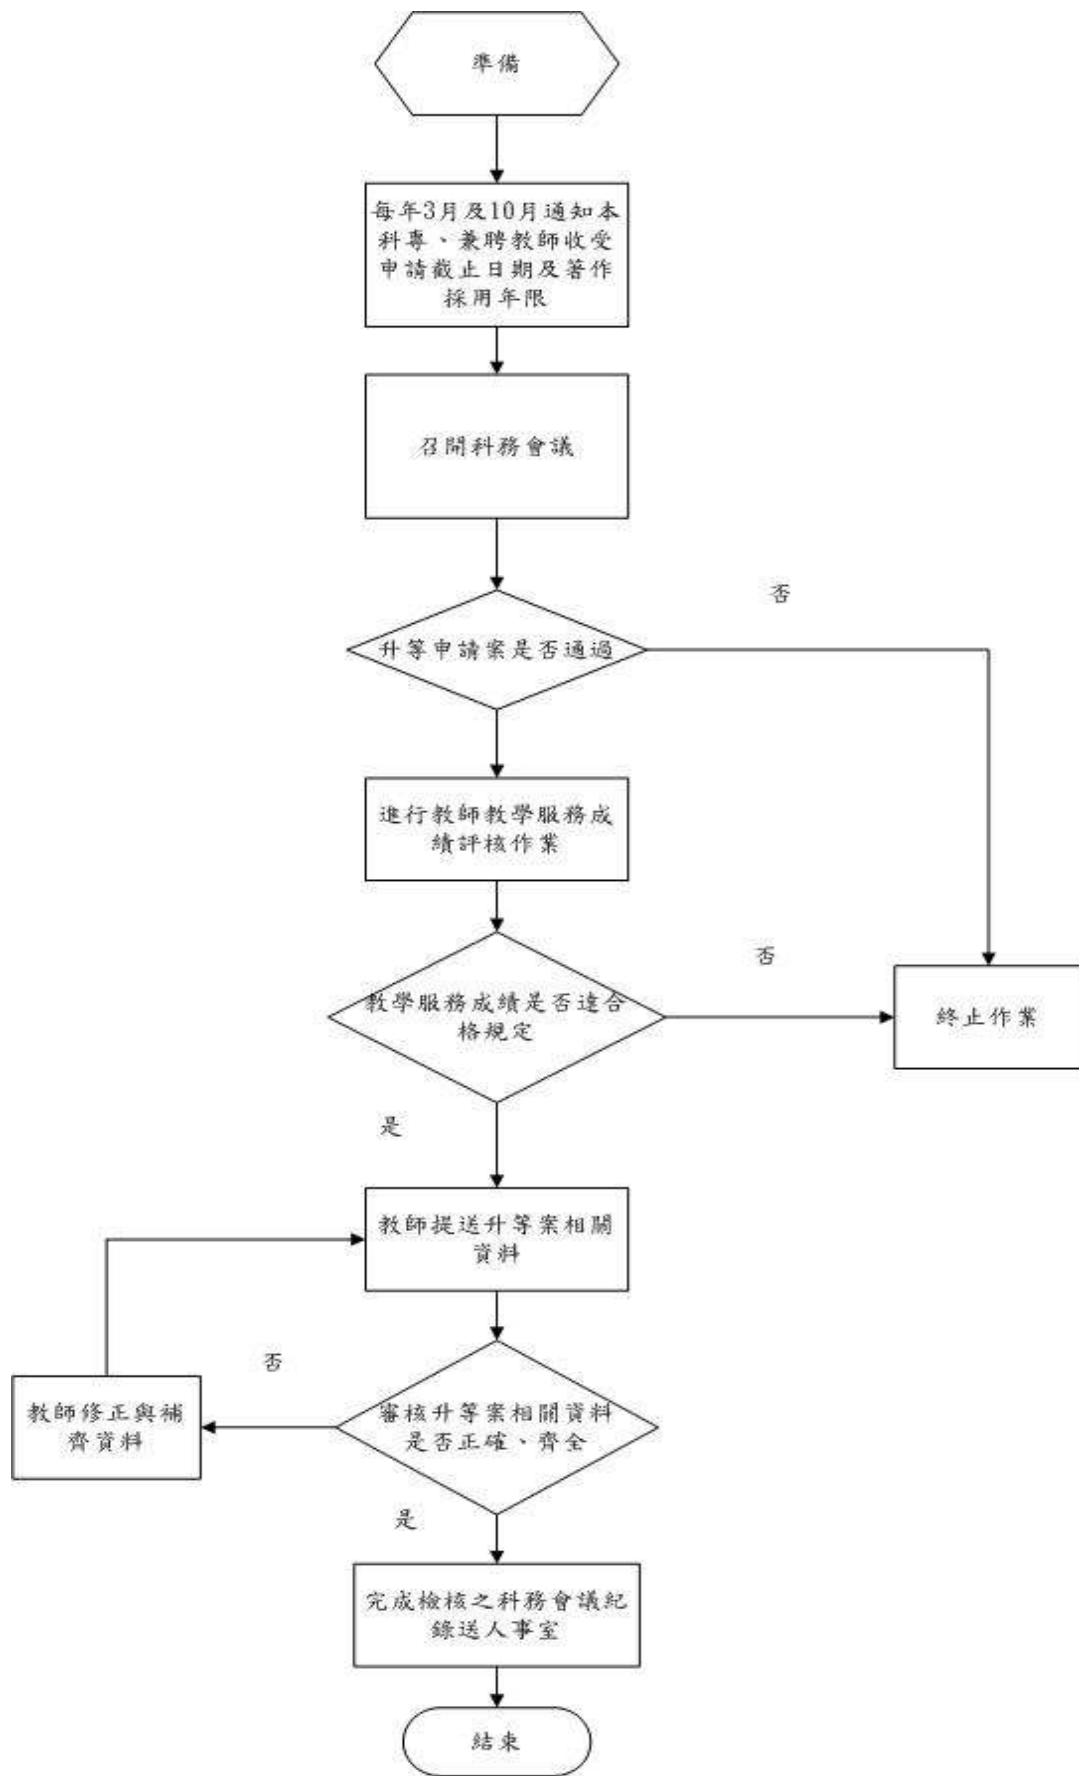 準備
每年3月及10月通知本
科專、兼聘教師收受
申請截止日期及著作
採用年限
召開科務會議
否
升等申請案是否通過
進行教師教學服務成
績評核作業
否
教學服務成績是否達合
格規定
終止作業
是
教師提送升等案相關
資料
否
教師修正與補
齊資料
審核升等案相關資料
是否正確、齊全
是
完成檢核之科務會議紀
錄送人事室
結束